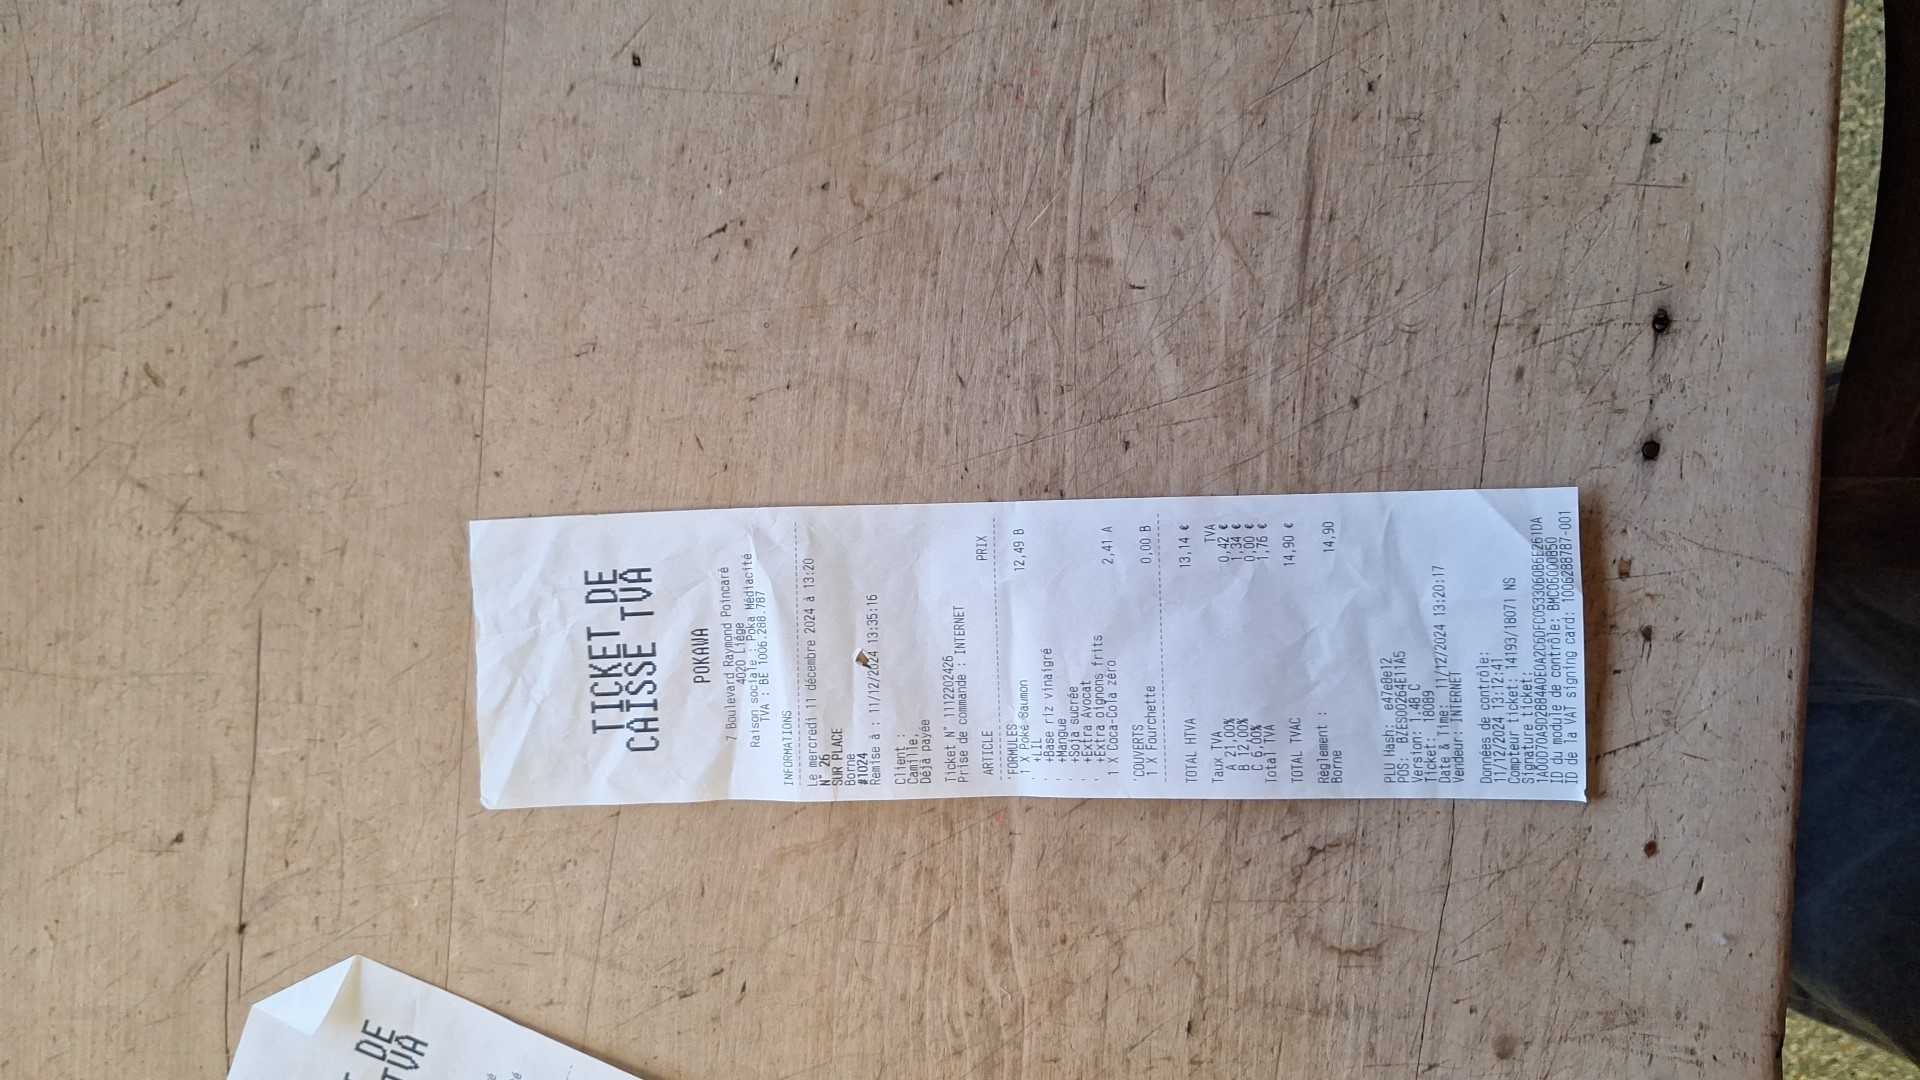 TICKET DE
CAISSE TVA
POKAWA
7 Boulevard Raymond Poincaré
4020 Liège
Raison sociale : Poka Médiacité
TVA : BE 1006.288.787
INFORMATIONS
Le mercredi 11 décembre 2024 à 13:20
N° 26
SUR PLACE
Borne
#1024
Remise à : 11/12/2024 13:35:16
Client :
Camille,
Déjà payée
Ticket N° 1112202426
Prise de commande : INTERNET
ARTICLE PRIX
'FORMULES
1 X Poké Saumon 12,49 B
· +LIL
· +Base riz vinaigré
· +Mangue
· +Soja sucrée
· +Extra Avocat
· +Extra oignons frits
1 X Coca-Cola zéro 2,41 A
'COUVERTS
1 X Fourchette 0,00 B
TOTAL HTVA 13,14 €
Taux TVA TVA
A 21,00% 0,42 €
B 12,00% 1,34 €
C 6,00% 0,00 €
Total TVA 1,76 €
TOTAL TVAC 14,90 €
Règlement :
Borne 14,90
PLU Hash: e47a8e12
POS: BZES00264E11A5
Version: 1.48 C
Ticket: 18089
Date & Time: 11/12/2024 13:20:17
Vendeur: INTERNET
Données de contrôle:
11/12/2024 13:12:41
Compteur ticket: 14193/18071 NS
Signature ticket:
ID du module de contrôle: BMC06000850
ID de la VAT signing card: 1006288787-001
DE
TVA